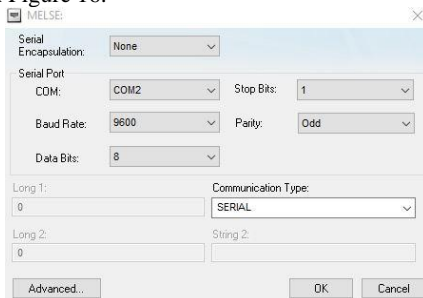 Figure 18.
MELSE:
Serial
Encapsulation:
None
Serial Port
COM:
COM2
Stop Bits:
1
Baud Rate:
9600
Parity:
Odd
Data Bits:
8
Long 1:
0
Communication Type:
SERIAL
Long 2:
0
String 2:
Advanced...
OK
Cancel